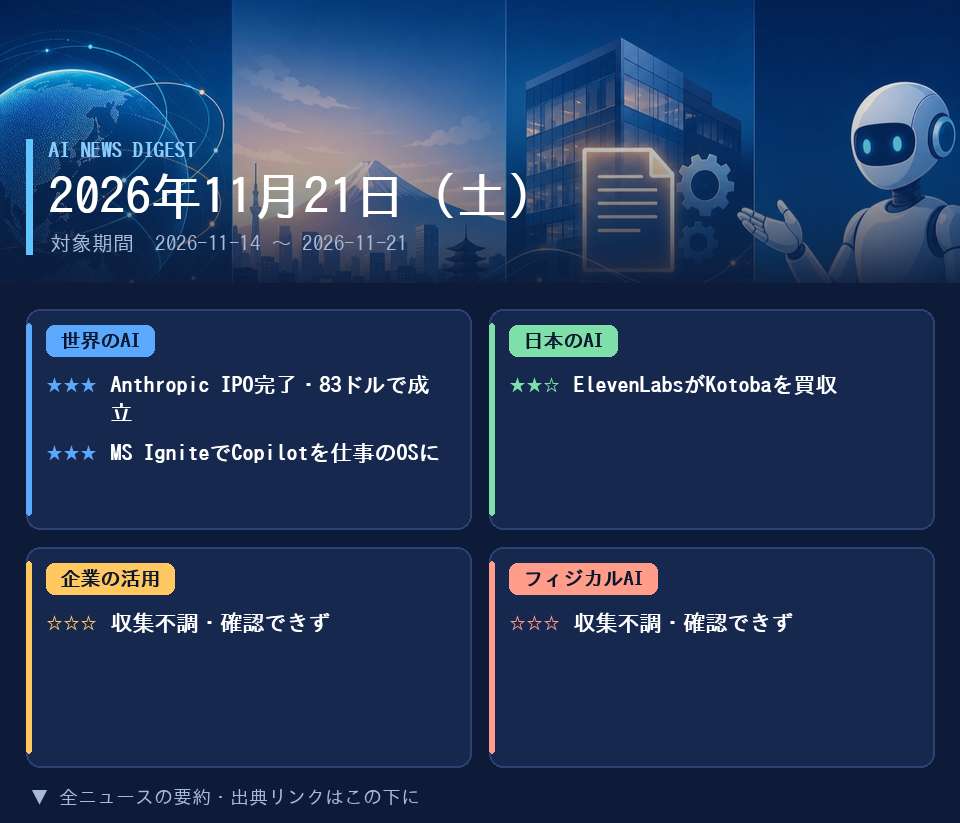 AI NEWS DIGEST
2026年11月21日（土）
対象期間 2026-11-14 〜 2026-11-21
世界のAI
★★★ Anthropic IPO完了・83ドルで成
立
★★★ MS IgniteでCopilotを仕事のOSに
日本のAI
★★☆ ElevenLabsがKotobaを買収
企業の活用
☆☆☆ 収集不調・確認できず
フィジカルAI
☆☆☆ 収集不調・確認できず
▼ 全ニュースの要約・出典リンクはこの下に